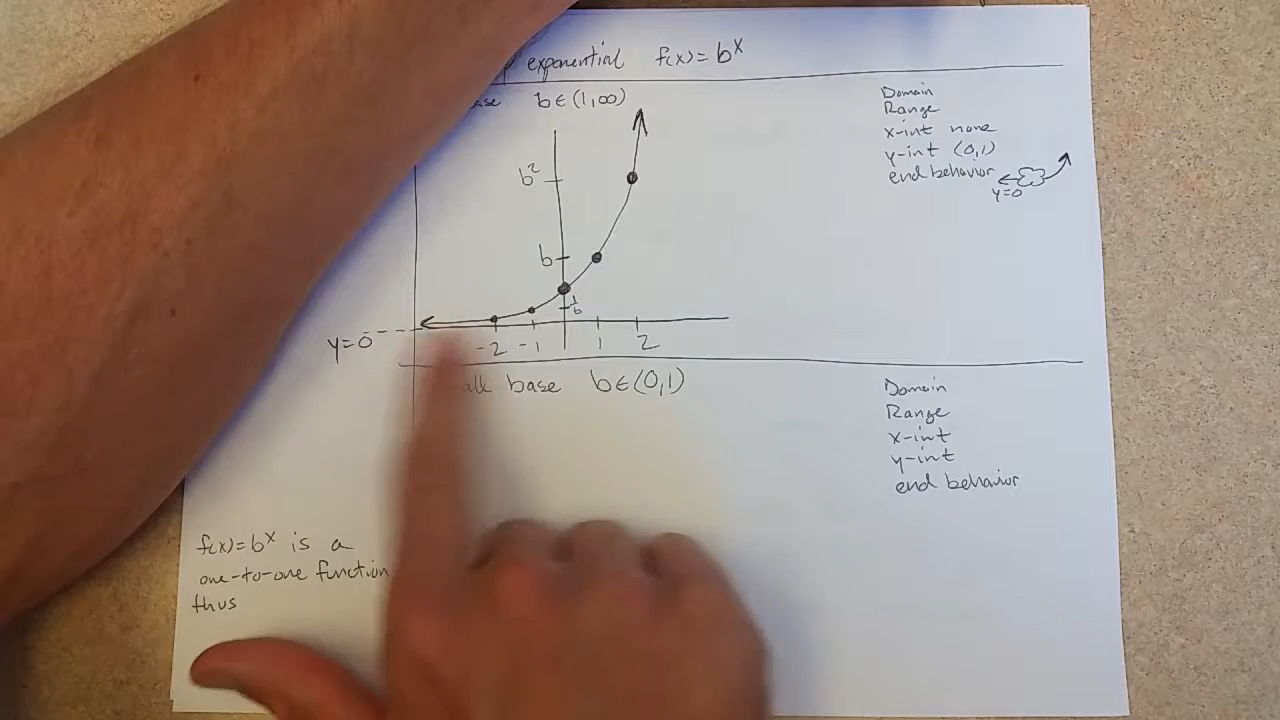 exponential f(x) = b^x
b∈(1,∞)
Domain
Range
x-int none
y-int (0,1)
end behavior
y=0
b²
b
1/b
y=0
-2 -1 1 2
base b∈(0,1)
Domain
Range
x-int
y-int
end behavior
f(x)=b^x is a
one-to-one function
thus